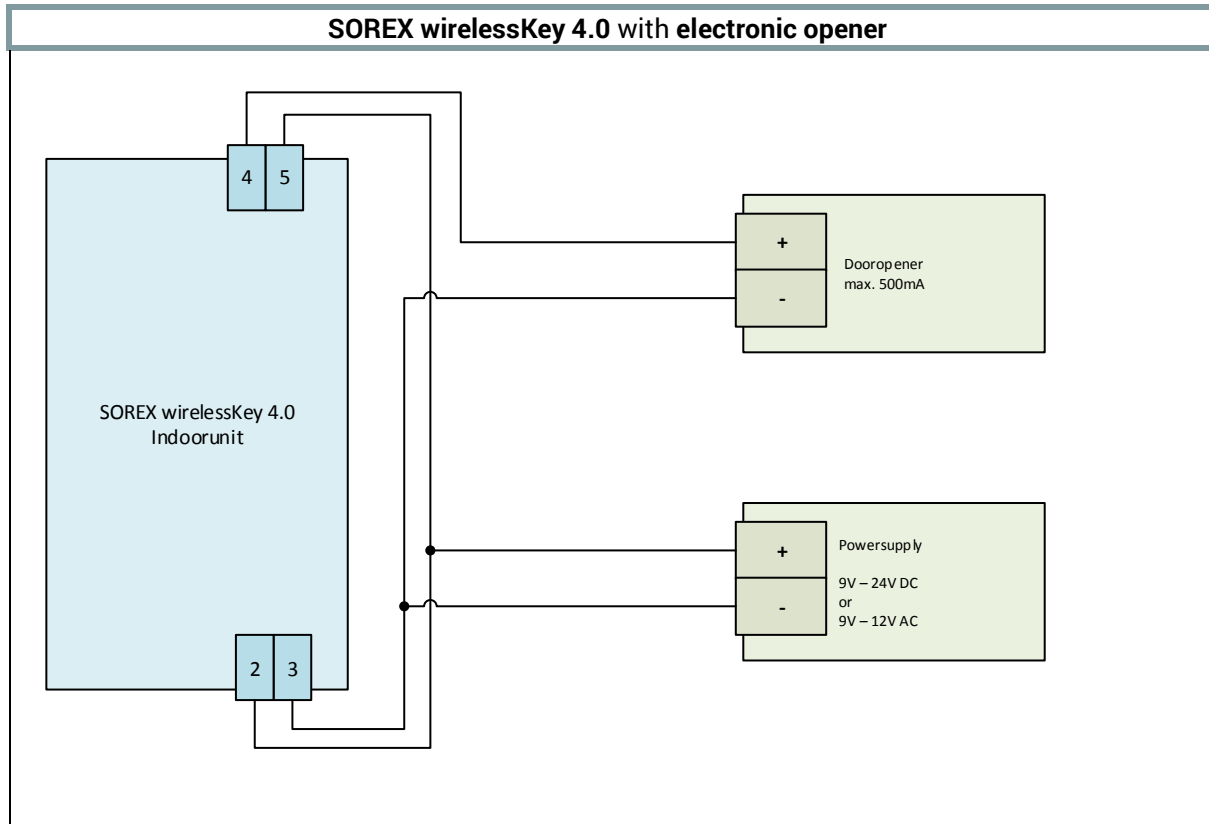 SOREX wirelessKey 4.0 with electronic opener
4 5
+
-
Dooropener
max. 500mA
SOREX wirelessKey 4.0
Indoorunit
+
-
Powersupply
9V – 24V DC
or
9V – 12V AC
2 3